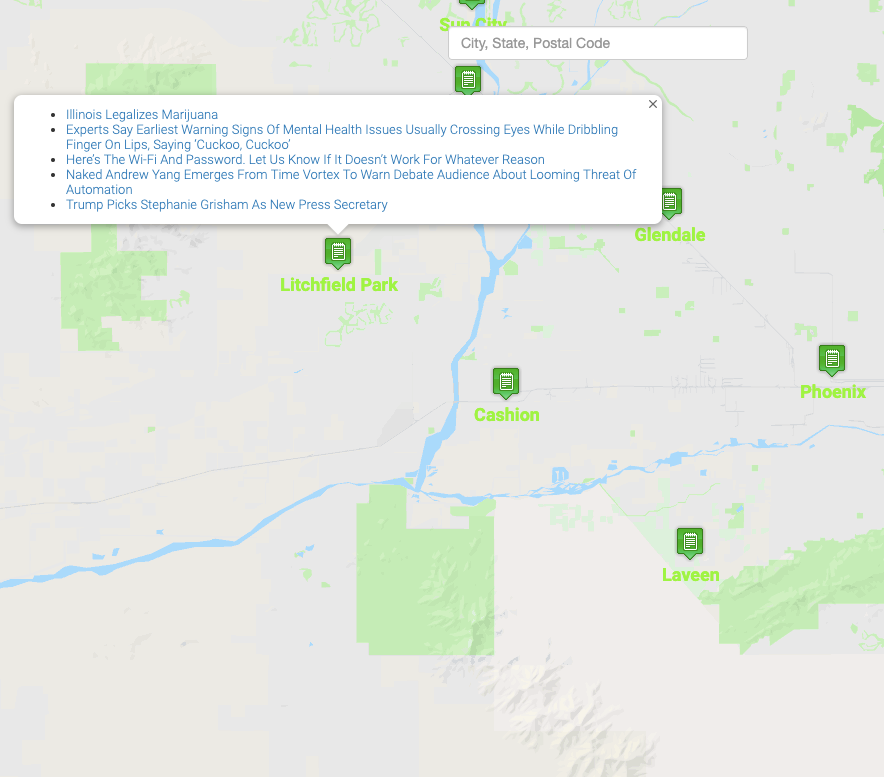 Sun City
City, State, Postal Code
Illinois Legalizes Marijuana
Experts Say Earliest Warning Signs Of Mental Health Issues Usually Crossing Eyes While Dribbling
Finger On Lips, Saying ‘Cuckoo, Cuckoo’
Here’s The Wi-Fi And Password. Let Us Know If It Doesn’t Work For Whatever Reason
Naked Andrew Yang Emerges From Time Vortex To Warn Debate Audience About Looming Threat Of
Automation
Trump Picks Stephanie Grisham As New Press Secretary
Glendale
Litchfield Park
Phoenix
Cashion
Laveen